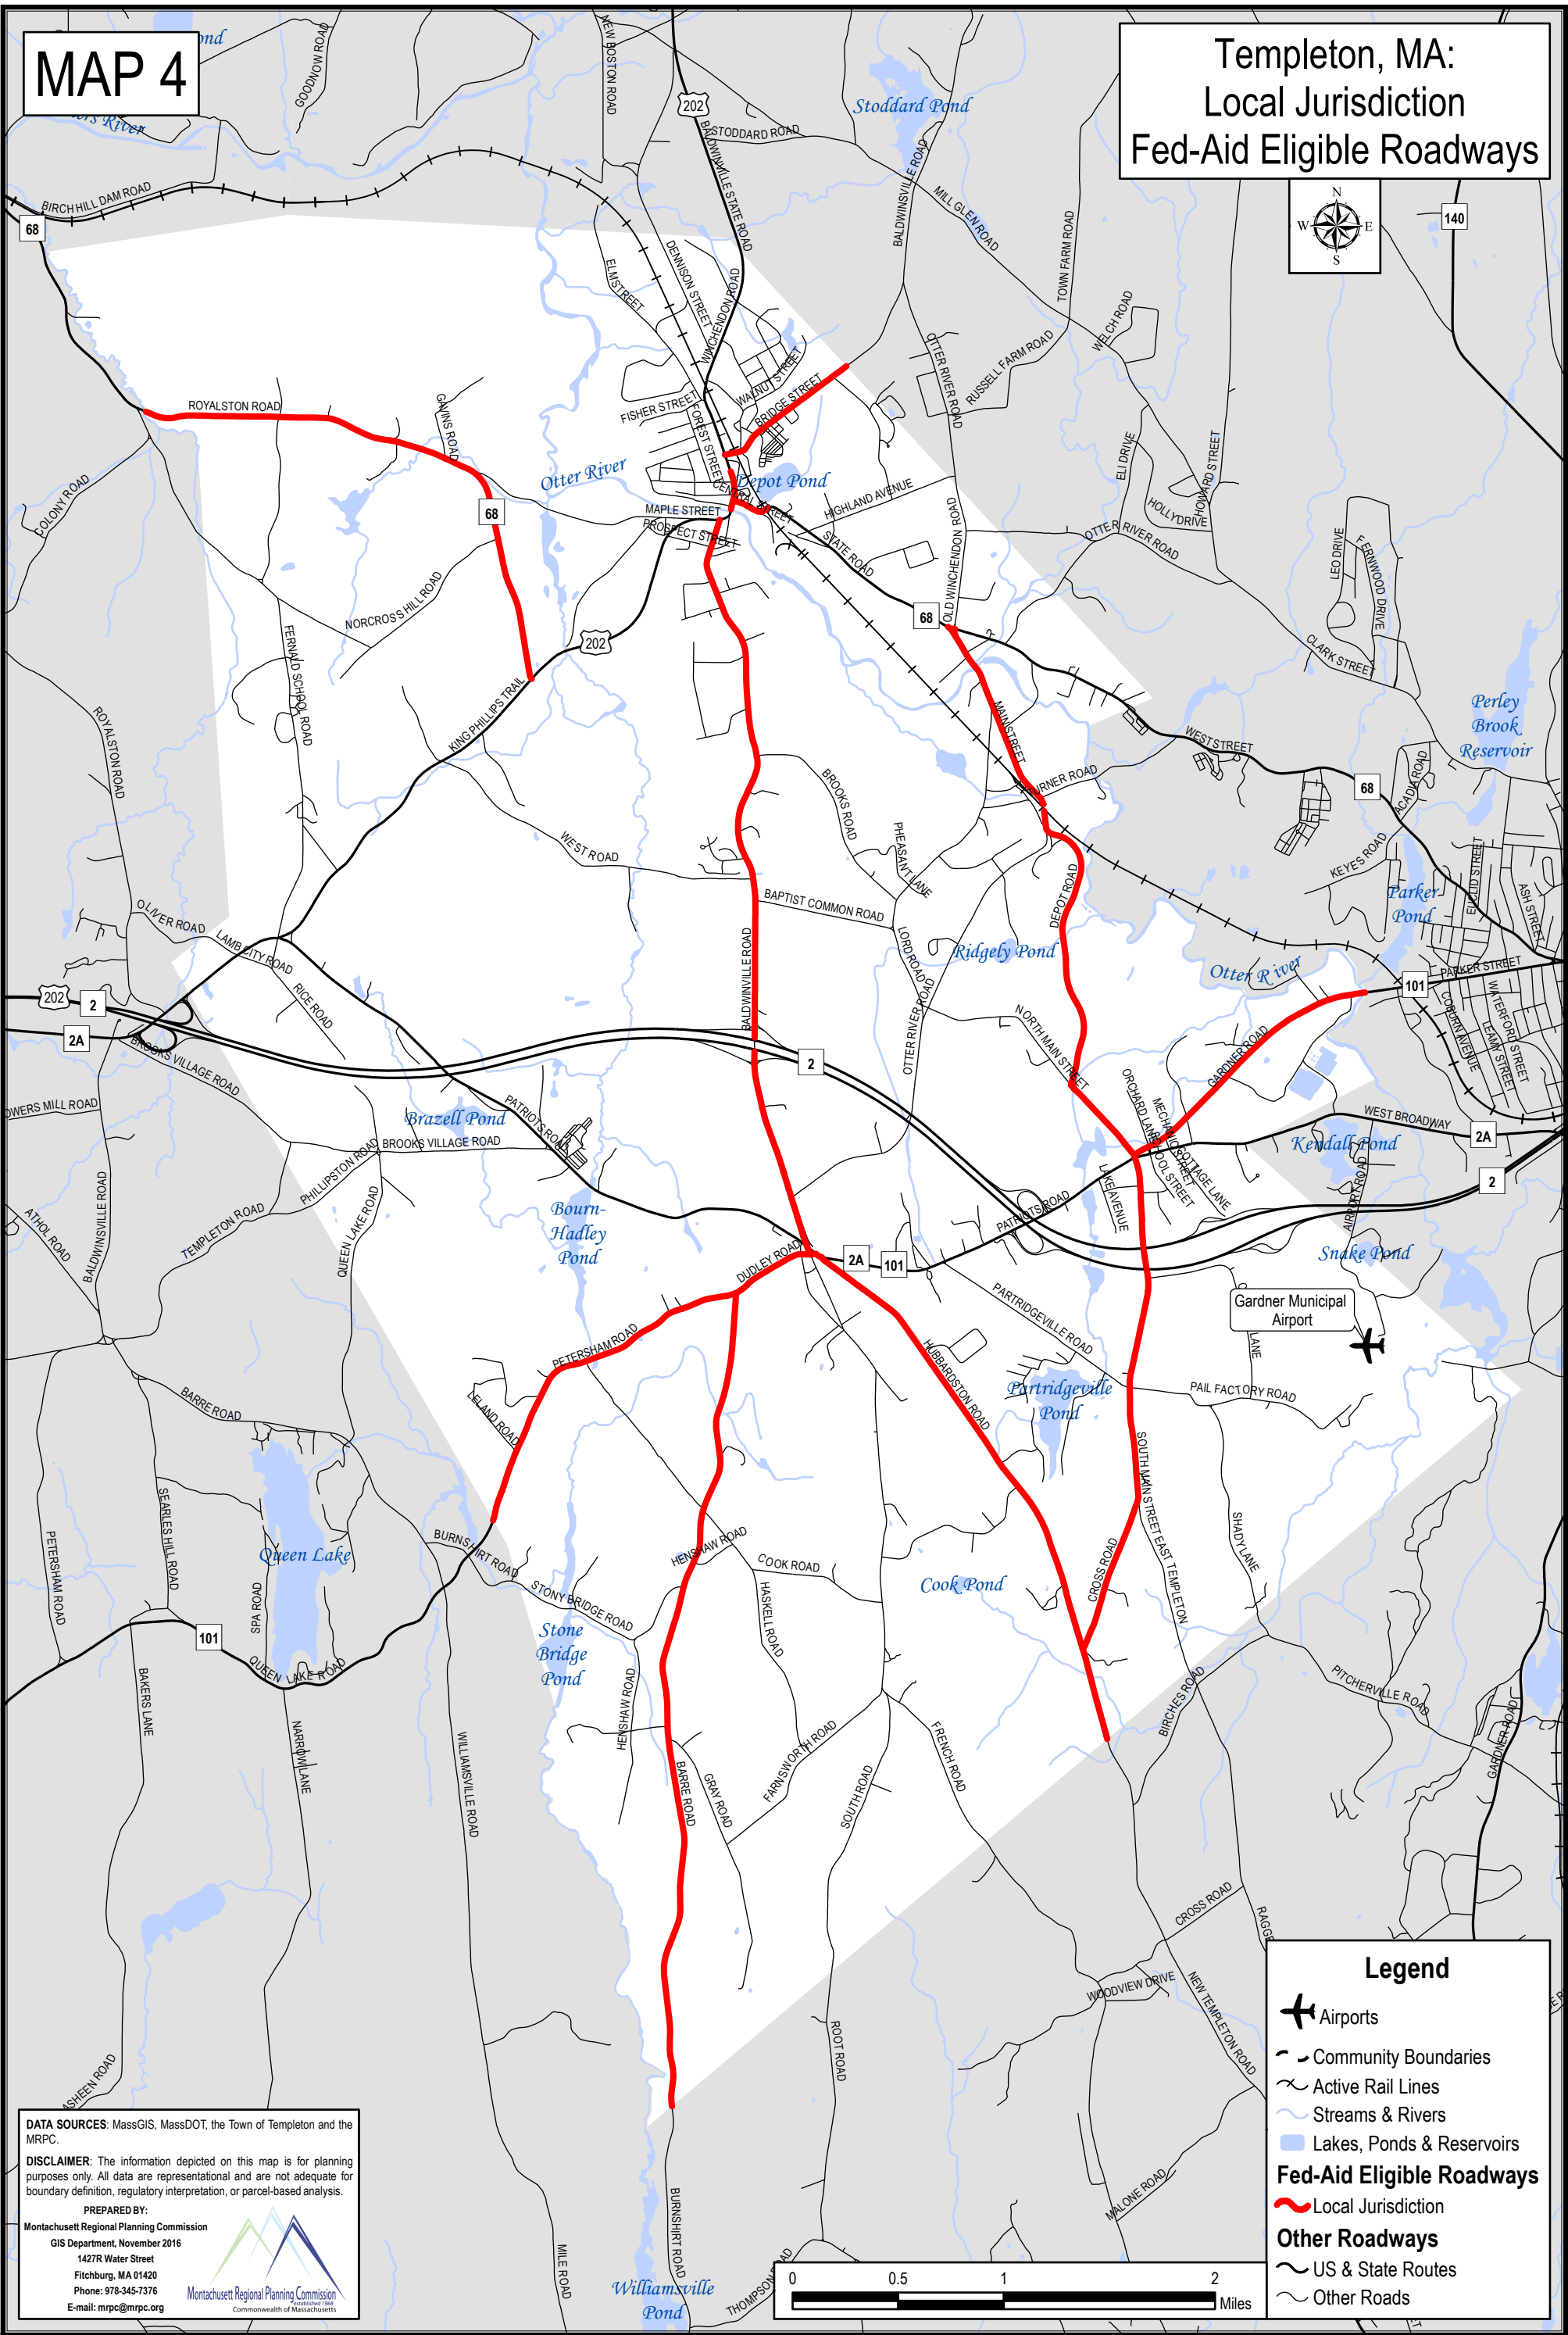 MAP 4
Templeton, MA:
Local Jurisdiction
Fed-Aid Eligible Roadways
N
W E
S
GOODNOW ROAD
NEW BOSTON ROAD
202
STODDARD ROAD
Stoddard Pond
BALDWINVILLE STATE ROAD
BALDWINSVILLE ROAD
MILL GLEN ROAD
TOWN FARM ROAD
140
BIRCH HILL DAM ROAD
68
ELM STREET
DENNISON STREET
WINCHENDON ROAD
WELCH ROAD
OTTER RIVER ROAD
RUSSELL FARM ROAD
ROYALSTON ROAD
GAVINS ROAD
FISHER STREET
FOREST STREET
WALNUT STREET
BRIDGE STREET
ELI DRIVE
HOWARD STREET
HOLLY DRIVE
COLONY ROAD
68
Otter River
Depot Pond
CENTRAL STREET
MAPLE STREET
PROSPECT STREET
HIGHLAND AVENUE
STATE ROAD
OLD WINCHENDON ROAD
OTTER RIVER ROAD
LEO DRIVE
FERNWOOD DRIVE
CLARK STREET
NORCROSS HILL ROAD
FERNALD SCHOOL ROAD
202
68
KING PHILLIPS TRAIL
ROYALSTON ROAD
MAIN STREET
TURNER ROAD
WEST STREET
Perley
Brook
Reservoir
68
ACADIA ROAD
KEYES ROAD
EUCLID STREET
ASH STREET
Parker
Pond
BROOKS ROAD
PHEASANT LANE
WEST ROAD
BAPTIST COMMON ROAD
DEPOT ROAD
OLIVER ROAD
LAMB CITY ROAD
RICE ROAD
BALDWINVILLE ROAD
LORD ROAD
Ridgely Pond
OTTER RIVER ROAD
Otter River
PARKER STREET
101
202
2
2A
BROOKS VILLAGE ROAD
2
NORTH MAIN STREET
GARDNER ROAD
COBURN AVENUE
WATERFORD STREET
LEAMY STREET
Brazell Pond
PATRIOTS ROAD
BROOKS VILLAGE ROAD
ORCHARD LANE
MECHANIC STREET
SCHOOL STREET
COTTAGE LANE
LAKE AVENUE
WEST BROADWAY
2A
Kendall Pond
2
AIRPORT ROAD
BALDWINSVILLE ROAD
ATHOL ROAD
PHILLIPSTON ROAD
TEMPLETON ROAD
QUEEN LAKE ROAD
Bourn-
Hadley
Pond
PATRIOTS ROAD
Snake Pond
DUDLEY ROAD
2A
101
PARTRIDGEVILLE ROAD
Gardner Municipal
Airport
LANE
PETERSHAM ROAD
LELAND ROAD
HUBBARDSTON ROAD
Partridgeville
Pond
PAIL FACTORY ROAD
BARRE ROAD
SEARLES HILL ROAD
PETERSHAM ROAD
Queen Lake
SPA ROAD
BURNSHIRT ROAD
STONY BRIDGE ROAD
HENSHAW ROAD
COOK ROAD
HASKELL ROAD
Cook Pond
CROSS ROAD
SOUTH MAIN STREET EAST TEMPLETON
SHADY LANE
101
QUEEN LAKE ROAD
Stone
Bridge
Pond
HENSHAW ROAD
BAKERS LANE
NARROW LANE
WILLIAMSVILLE ROAD
BARRE ROAD
GRAY ROAD
FARNSWORTH ROAD
SOUTH ROAD
FRENCH ROAD
BIRCHES ROAD
PITCHERVILLE ROAD
GARDNER ROAD
CROSS ROAD
WOODVIEW DRIVE
NEW TEMPLETON ROAD
ROOT ROAD
MALONE ROAD
BURNSHIRT ROAD
MILE ROAD
Williamsville
Pond
DATA SOURCES: MassGIS, MassDOT, the Town of Templeton and the
MRPC.
DISCLAIMER: The information depicted on this map is for planning
purposes only. All data are representational and are not adequate for
boundary definition, regulatory interpretation, or parcel-based analysis.
PREPARED BY:
Montachusett Regional Planning Commission
GIS Department, November 2016
1427R Water Street
Fitchburg, MA 01420
Phone: 978-345-7376
E-mail: mrpc@mrpc.org
Montachusett Regional Planning Commission
established 1968
Commonwealth of Massachusetts
0 0.5 1 2
Miles
Legend
Airports
Community Boundaries
Active Rail Lines
Streams & Rivers
Lakes, Ponds & Reservoirs
Fed-Aid Eligible Roadways
Local Jurisdiction
Other Roadways
US & State Routes
Other Roads